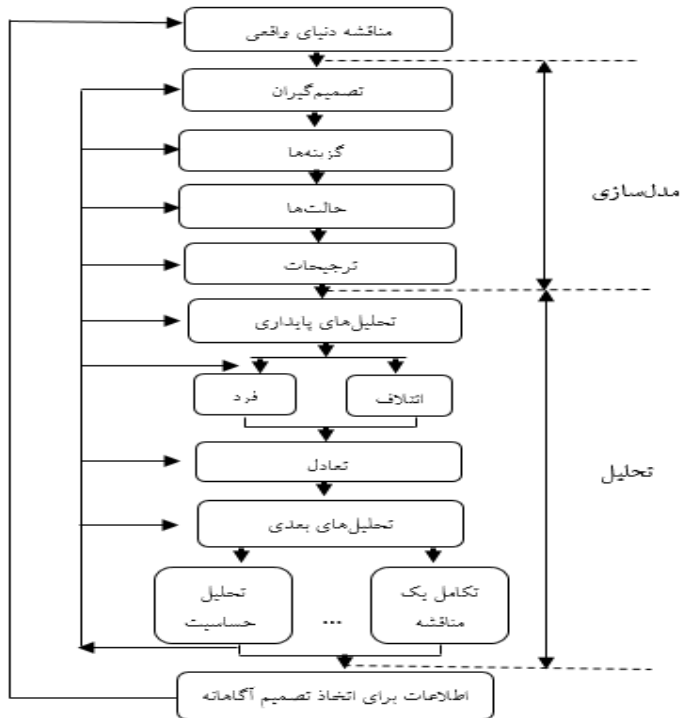 مناقشه دنیای واقعی
تصمیم‌گیران
گزینه‌ها
حالت‌ها
ترجیحات
مدل‌سازی
تحلیل‌های پایداری
فرد
ائتلاف
تعادل
تحلیل
تحلیل‌های بعدی
تحلیل
حساسیت
...
تکامل یک
مناقشه
اطلاعات برای اتخاذ تصمیم آگاهانه